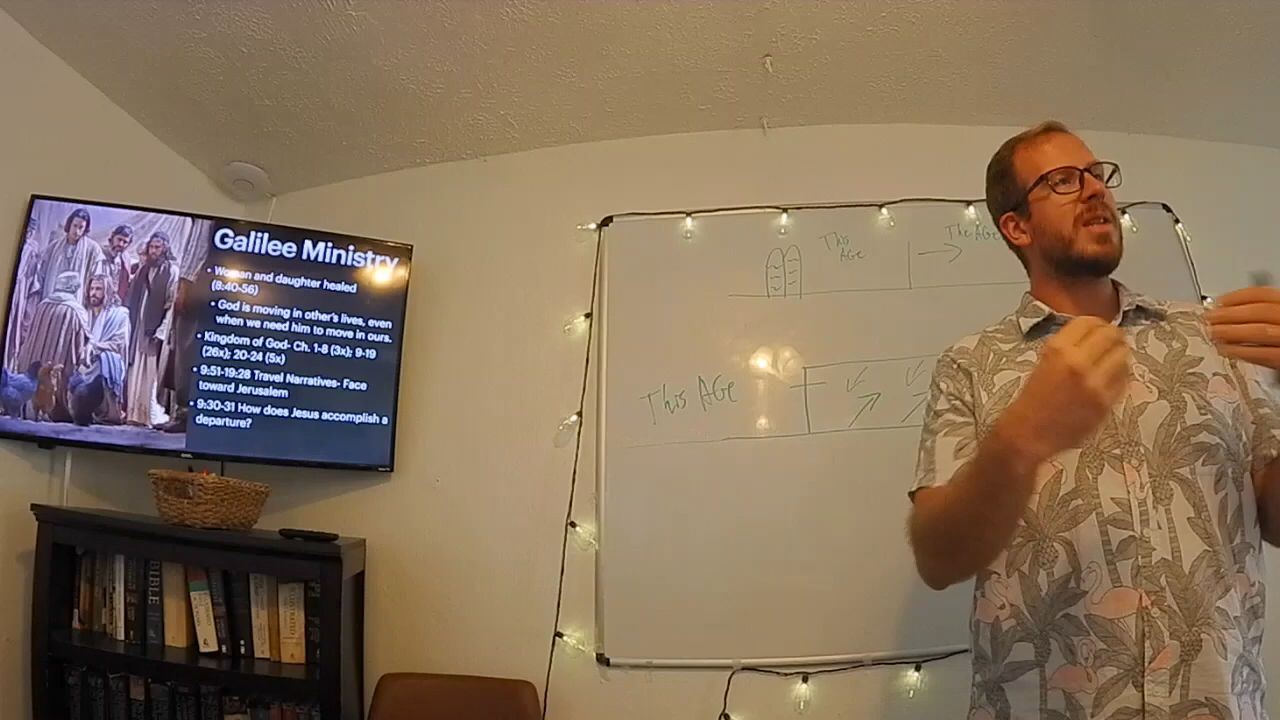 Galilee Ministry
• Woman and daughter healed
(8:40-56)
• God is moving in other's lives, even
when we need him to move in ours.
• Kingdom of God- Ch. 1-8 (3x); 9-19
(26x); 20-24 (5x)
• 9:51-19:28 Travel Narratives- Face
toward Jerusalem
• 9:30-31 How does Jesus accomplish a
departure?
This
AGE
The AGE
This AGE
BIBLE